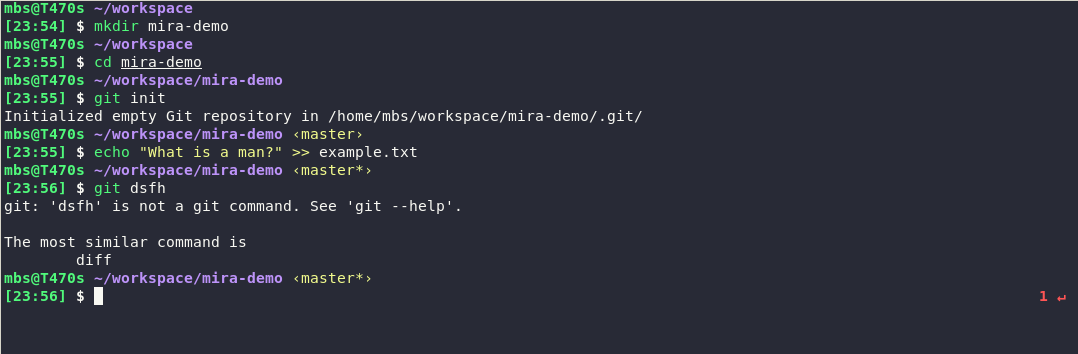 mbs@T470s ~/workspace
[23:54] $ mkdir mira-demo
mbs@T470s ~/workspace
[23:55] $ cd mira-demo
mbs@T470s ~/workspace/mira-demo
[23:55] $ git init
Initialized empty Git repository in /home/mbs/workspace/mira-demo/.git/
mbs@T470s ~/workspace/mira-demo ‹master›
[23:55] $ echo "What is a man?" >> example.txt
mbs@T470s ~/workspace/mira-demo ‹master*›
[23:56] $ git dsfh
git: 'dsfh' is not a git command. See 'git --help'.

The most similar command is
        diff
mbs@T470s ~/workspace/mira-demo ‹master*›
[23:56] $ 1 ↵